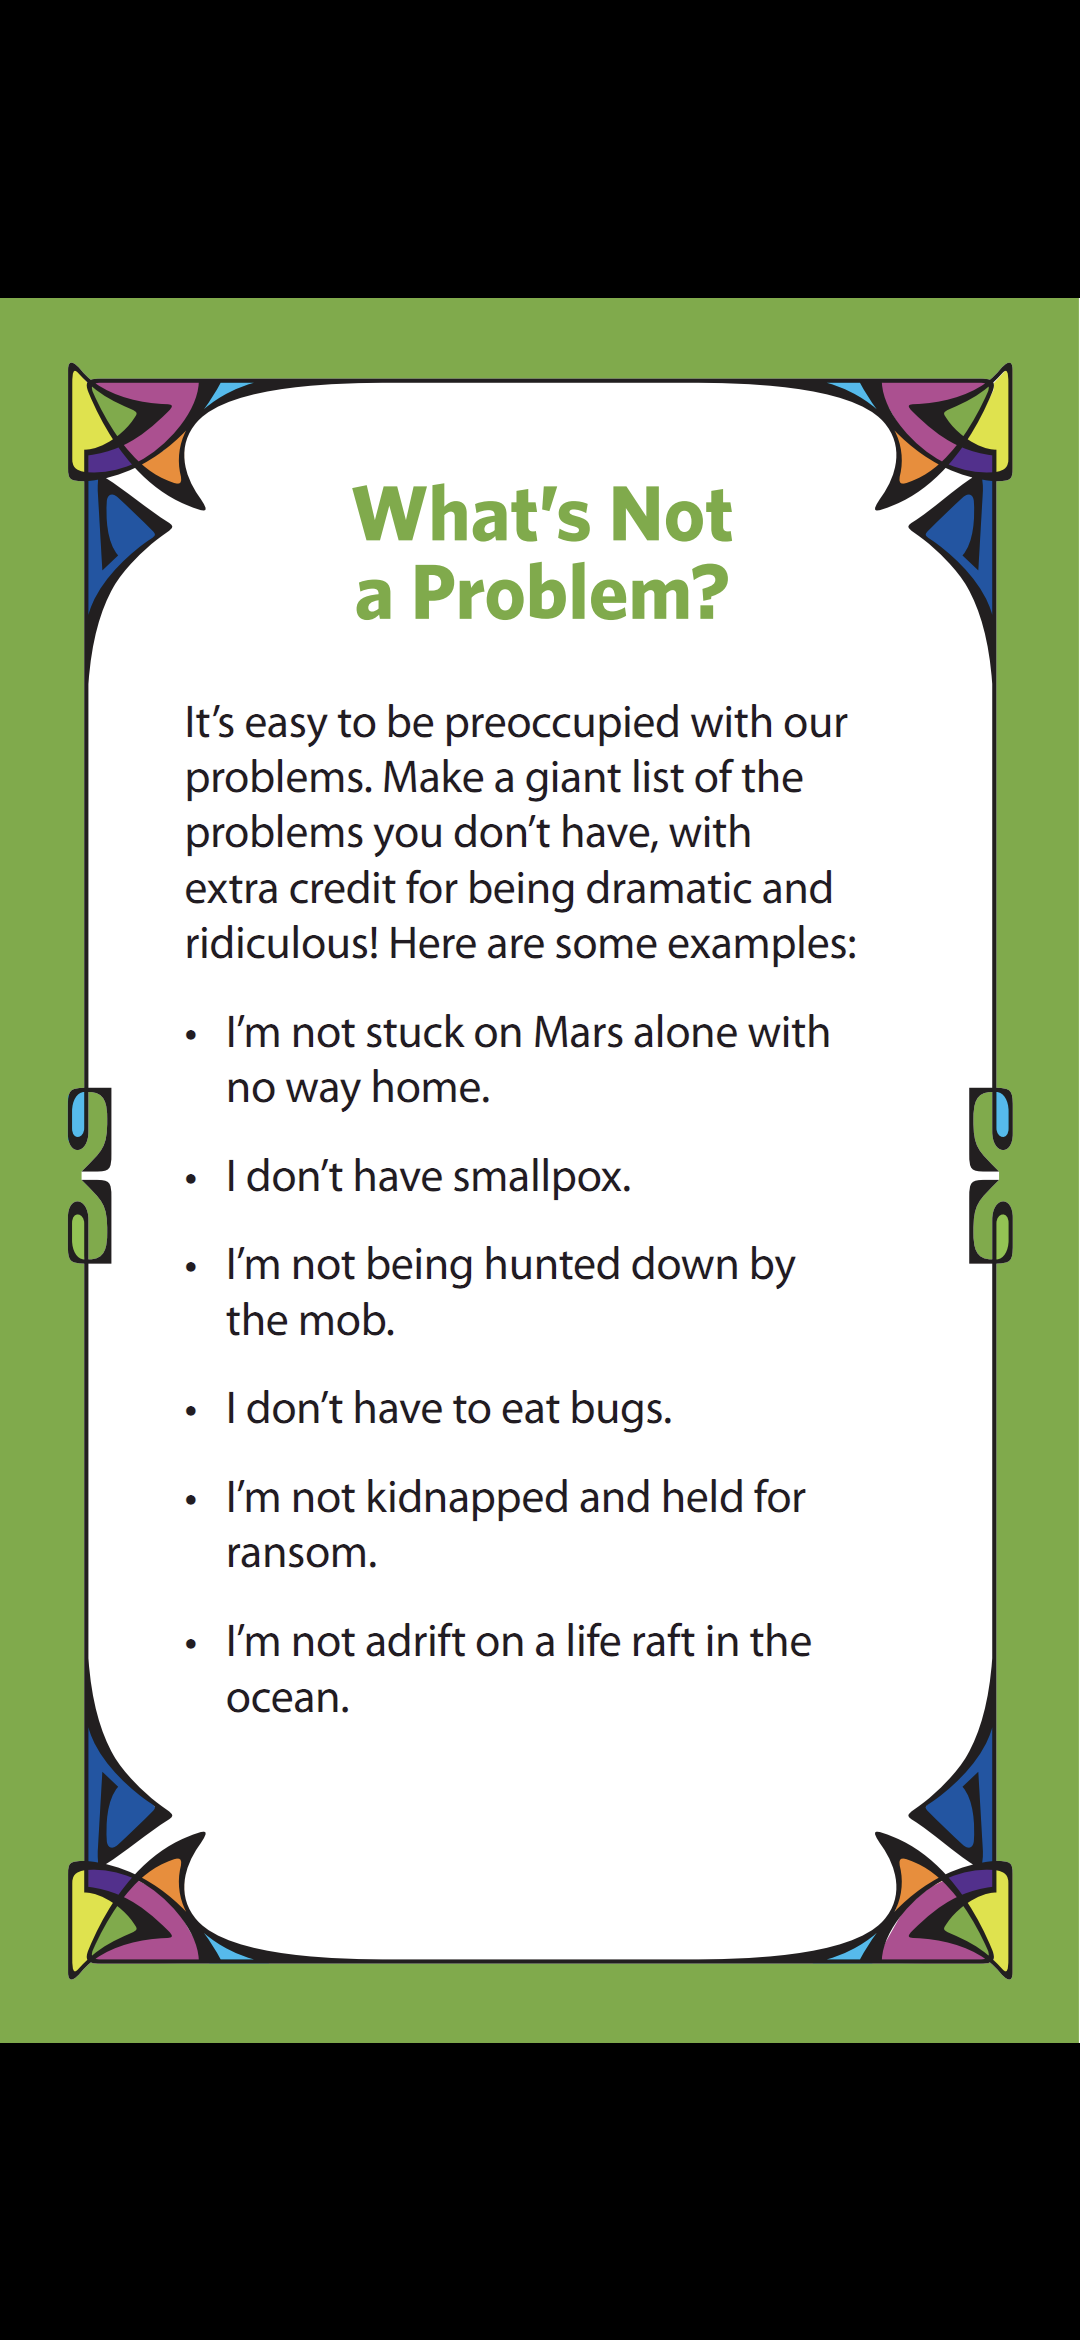 What’s Not
a Problem?
It’s easy to be preoccupied with our
problems. Make a giant list of the
problems you don’t have, with
extra credit for being dramatic and
ridiculous! Here are some examples:
• I’m not stuck on Mars alone with
no way home.
• I don’t have smallpox.
• I’m not being hunted down by
the mob.
• I don’t have to eat bugs.
• I’m not kidnapped and held for
ransom.
• I’m not adrift on a life raft in the
ocean.